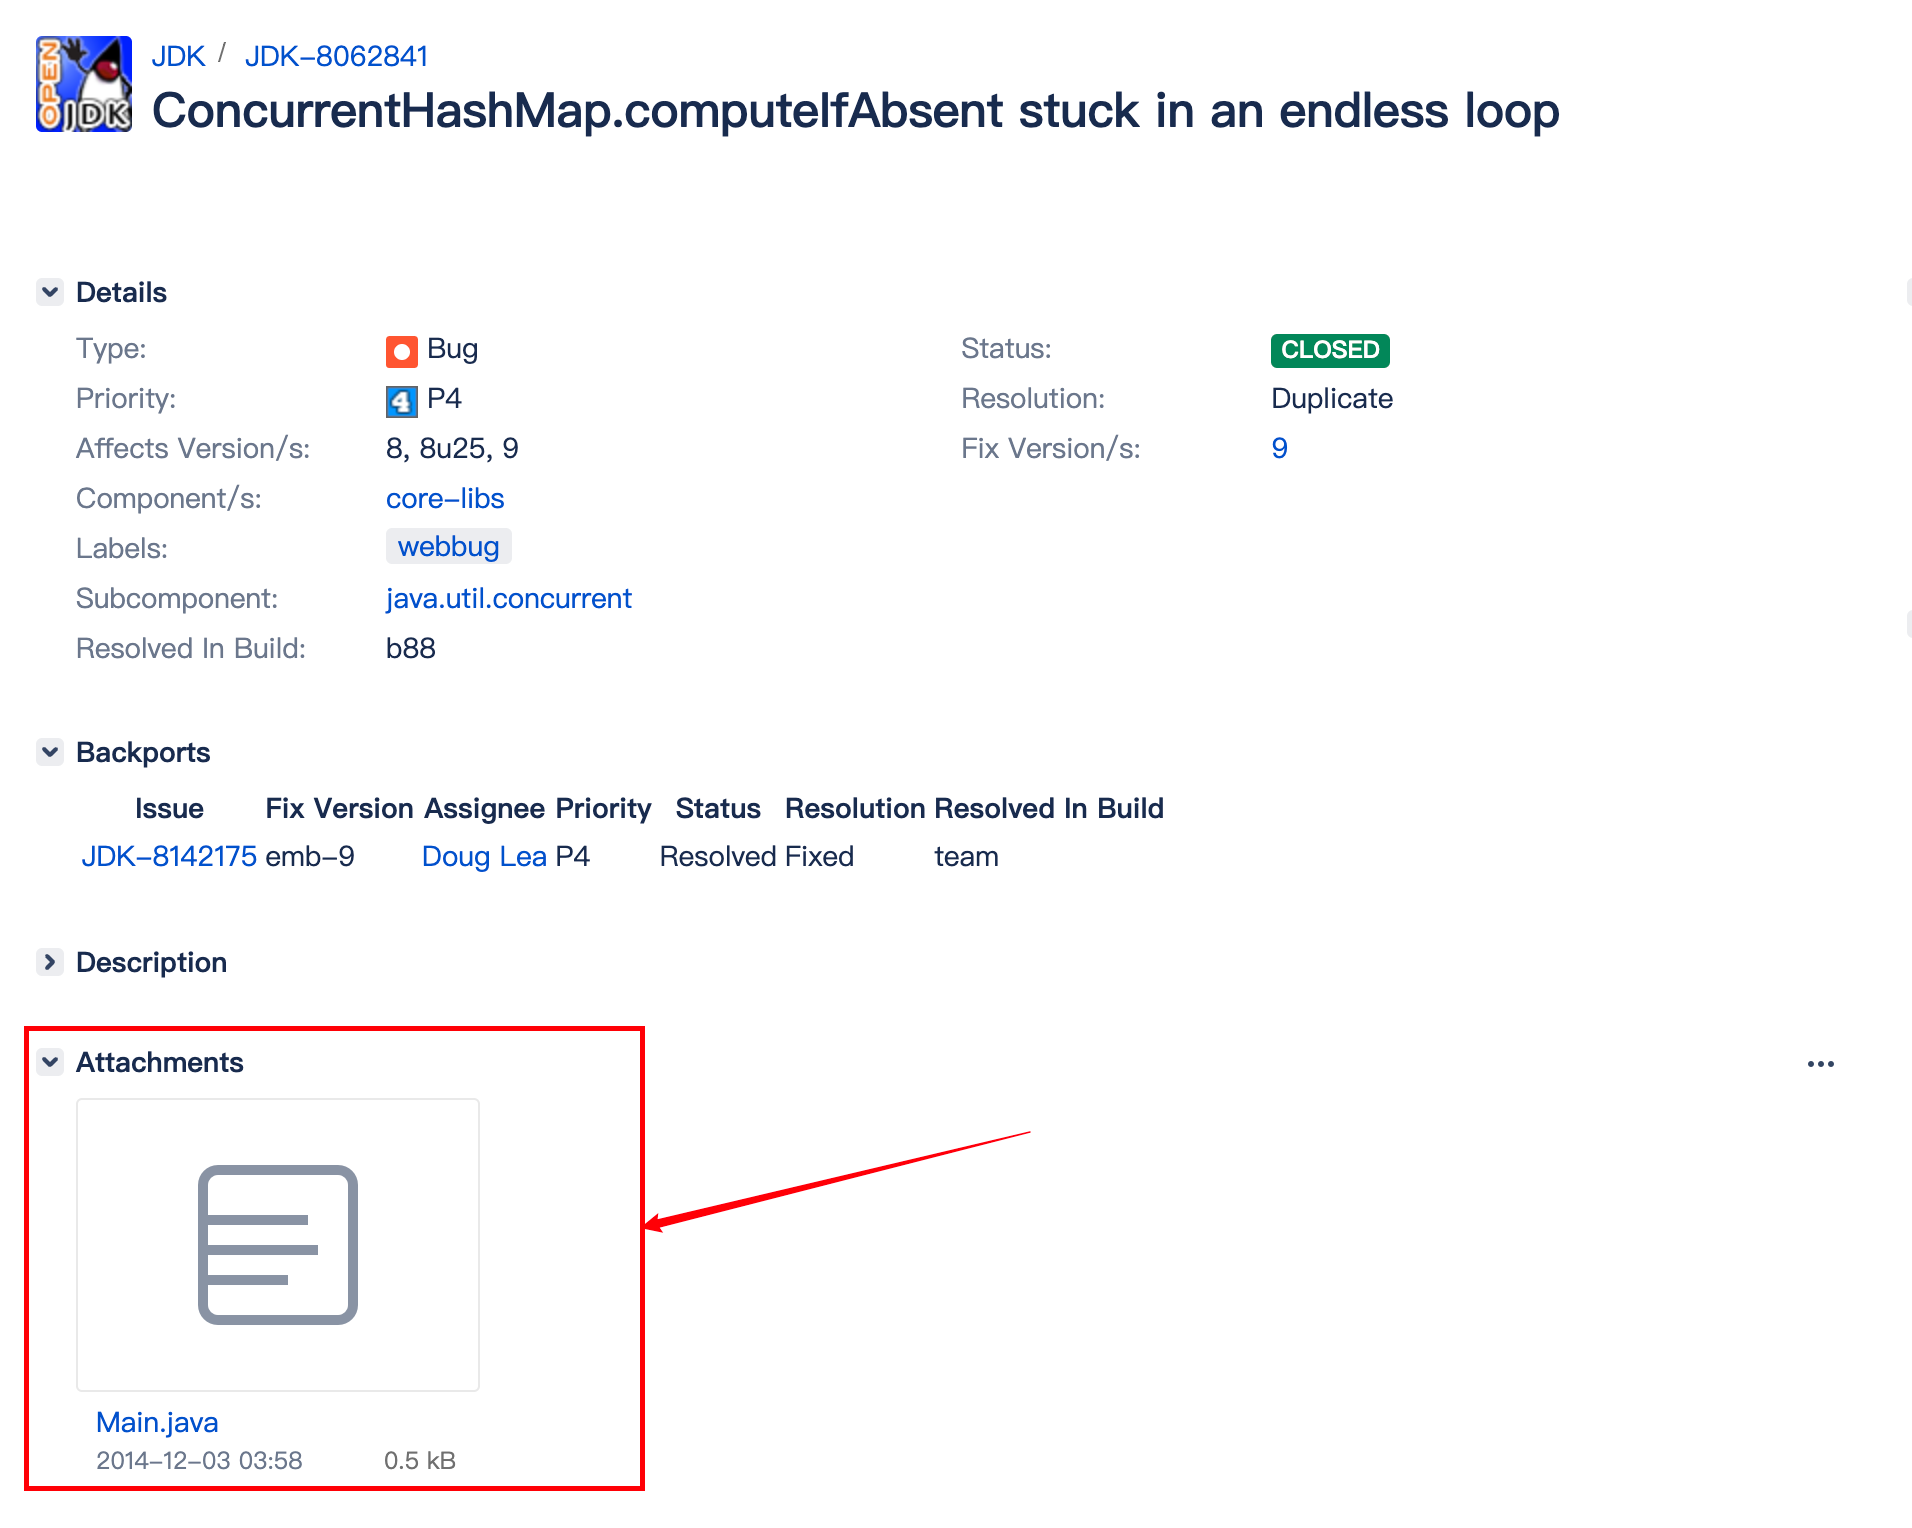 OPEN
JDK
JDK / JDK-8062841
ConcurrentHashMap.computeIfAbsent stuck in an endless loop
Details
Type: Bug Status: CLOSED
Priority: 4 P4 Resolution: Duplicate
Affects Version/s: 8, 8u25, 9 Fix Version/s: 9
Component/s: core-libs
Labels: webbug
Subcomponent: java.util.concurrent
Resolved In Build: b88
Backports
Issue Fix Version Assignee Priority Status Resolution Resolved In Build
JDK-8142175 emb-9 Doug Lea P4 Resolved Fixed team
Description
Attachments
Main.java
2014-12-03 03:58 0.5 kB